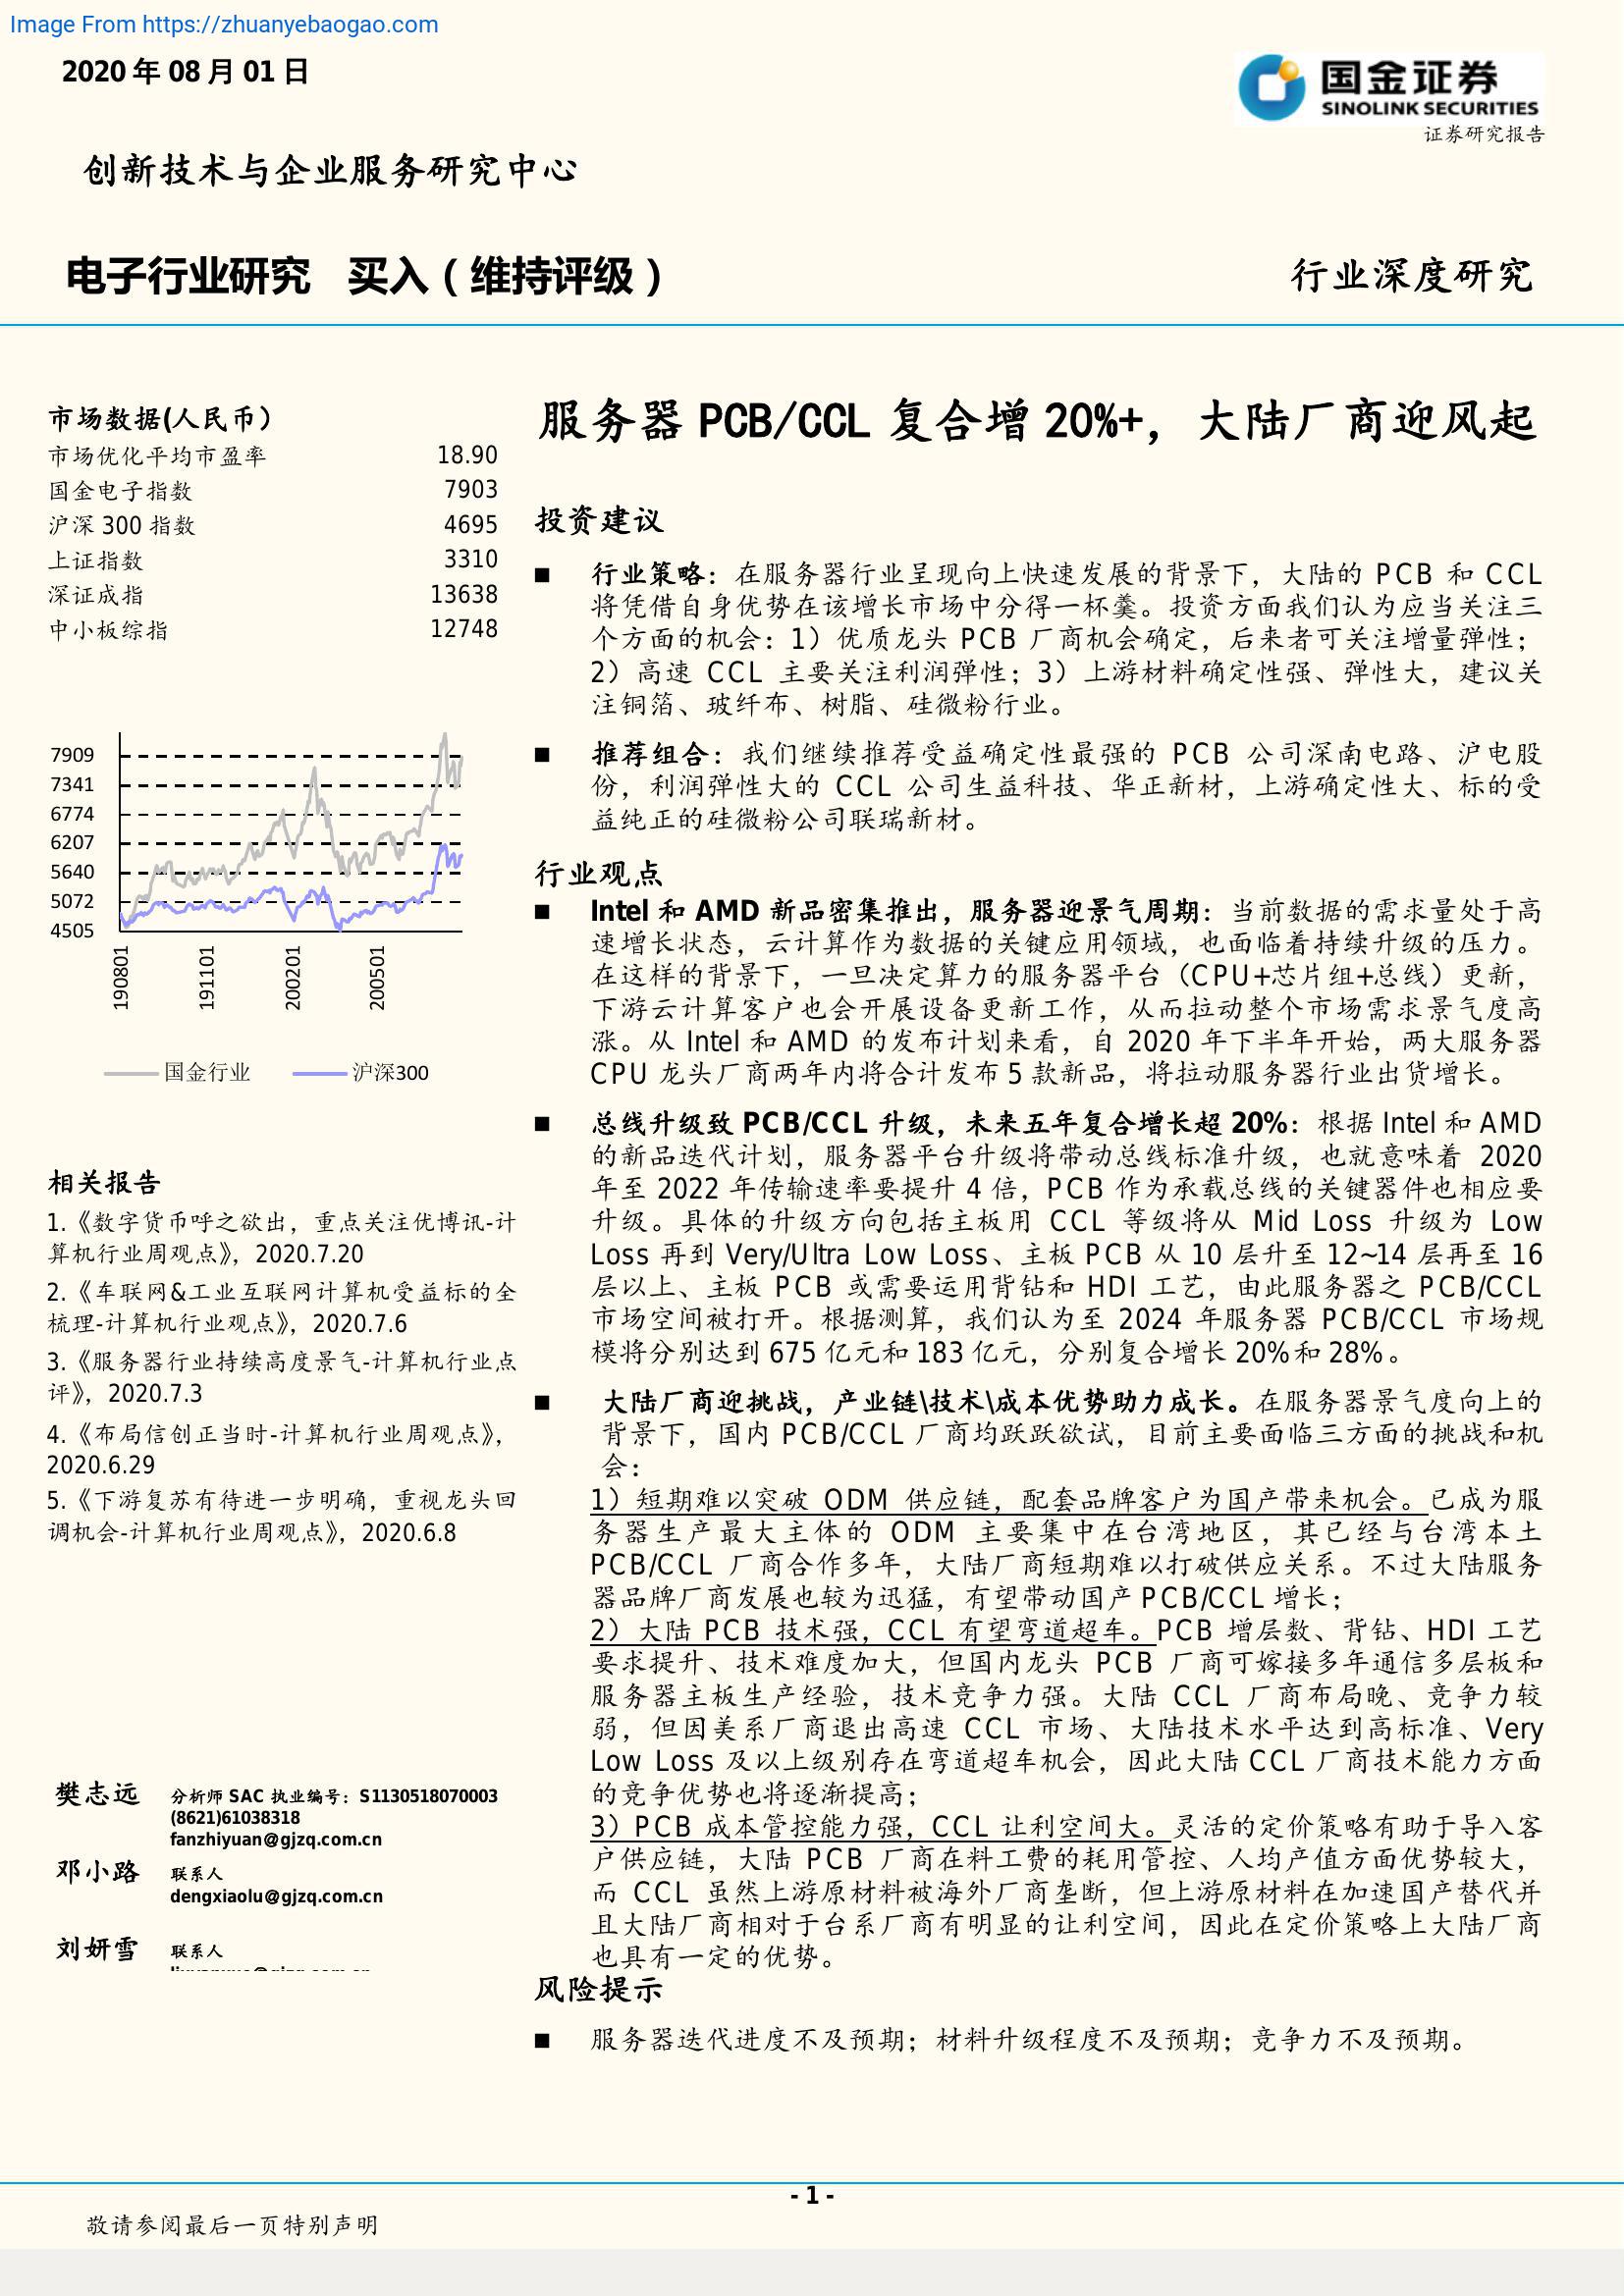 Image From https://zhuanyebaogao.com
2020 年 08 月 01 日
国金证券
SINOLINK SECURITIES
证券研究报告
创新技术与企业服务研究中心
电子行业研究 买入（维持评级）
行业深度研究
市场数据(人民币）
市场优化平均市盈率 18.90
国金电子指数 7903
沪深 300 指数 4695
上证指数 3310
深证成指 13638
中小板综指 12748
7909
7341
6774
6207
5640
5072
4505
190801
191101
200201
200501
国金行业 沪深300
相关报告
1.《数字货币呼之欲出，重点关注优博讯-计
算机行业周观点》，2020.7.20
2.《车联网&工业互联网计算机受益标的全
梳理-计算机行业观点》，2020.7.6
3.《服务器行业持续高度景气-计算机行业点
评》，2020.7.3
4.《布局信创正当时-计算机行业周观点》，
2020.6.29
5.《下游复苏有待进一步明确，重视龙头回
调机会-计算机行业周观点》，2020.6.8
樊志远 分析师 SAC 执业编号：S1130518070003
(8621)61038318
fanzhiyuan@gjzq.com.cn
邓小路 联系人
dengxiaolu@gjzq.com.cn
刘妍雪 联系人
服务器 PCB/CCL 复合增 20%+，大陆厂商迎风起
投资建议
■ 行业策略：在服务器行业呈现向上快速发展的背景下，大陆的 PCB 和 CCL
将凭借自身优势在该增长市场中分得一杯羹。投资方面我们认为应当关注三
个方面的机会：1）优质龙头 PCB 厂商机会确定，后来者可关注增量弹性；
2）高速 CCL 主要关注利润弹性；3）上游材料确定性强、弹性大，建议关
注铜箔、玻纤布、树脂、硅微粉行业。
■ 推荐组合：我们继续推荐受益确定性最强的 PCB 公司深南电路、沪电股
份，利润弹性大的 CCL 公司生益科技、华正新材，上游确定性大、标的受
益纯正的硅微粉公司联瑞新材。
行业观点
■ Intel 和 AMD 新品密集推出，服务器迎景气周期：当前数据的需求量处于高
速增长状态，云计算作为数据的关键应用领域，也面临着持续升级的压力。
在这样的背景下，一旦决定算力的服务器平台（CPU+芯片组+总线）更新，
下游云计算客户也会开展设备更新工作，从而拉动整个市场需求景气度高
涨。从 Intel 和 AMD 的发布计划来看，自 2020 年下半年开始，两大服务器
CPU 龙头厂商两年内将合计发布 5 款新品，将拉动服务器行业出货增长。
■ 总线升级致 PCB/CCL 升级，未来五年复合增长超 20%：根据 Intel 和 AMD
的新品迭代计划，服务器平台升级将带动总线标准升级，也就意味着 2020
年至 2022 年传输速率要提升 4 倍，PCB 作为承载总线的关键器件也相应要
升级。具体的升级方向包括主板用 CCL 等级将从 Mid Loss 升级为 Low
Loss 再到 Very/Ultra Low Loss、主板 PCB 从 10 层升至 12~14 层再至 16
层以上、主板 PCB 或需要运用背钻和 HDI 工艺，由此服务器之 PCB/CCL
市场空间被打开。根据测算，我们认为至 2024 年服务器 PCB/CCL 市场规
模将分别达到 675 亿元和 183 亿元，分别复合增长 20%和 28%。
■ 大陆厂商迎挑战，产业链\技术\成本优势助力成长。在服务器景气度向上的
背景下，国内 PCB/CCL 厂商均跃跃欲试，目前主要面临三方面的挑战和机
会：
1）短期难以突破 ODM 供应链，配套品牌客户为国产带来机会。已成为服
务器生产最大主体的 ODM 主要集中在台湾地区，其已经与台湾本土
PCB/CCL 厂商合作多年，大陆厂商短期难以打破供应关系。不过大陆服务
器品牌厂商发展也较为迅猛，有望带动国产 PCB/CCL 增长；
2）大陆 PCB 技术强，CCL 有望弯道超车。PCB 增层数、背钻、HDI 工艺
要求提升、技术难度加大，但国内龙头 PCB 厂商可嫁接多年通信多层板和
服务器主板生产经验，技术竞争力强。大陆 CCL 厂商布局晚、竞争力较
弱，但因美系厂商退出高速 CCL 市场、大陆技术水平达到高标准、Very
Low Loss 及以上级别存在弯道超车机会，因此大陆 CCL 厂商技术能力方面
的竞争优势也将逐渐提高；
3）PCB 成本管控能力强，CCL 让利空间大。灵活的定价策略有助于导入客
户供应链，大陆 PCB 厂商在料工费的耗用管控、人均产值方面优势较大，
而 CCL 虽然上游原材料被海外厂商垄断，但上游原材料在加速国产替代并
且大陆厂商相对于台系厂商有明显的让利空间，因此在定价策略上大陆厂商
也具有一定的优势。
风险提示
■ 服务器迭代进度不及预期；材料升级程度不及预期；竞争力不及预期。
- 1 -
敬请参阅最后一页特别声明